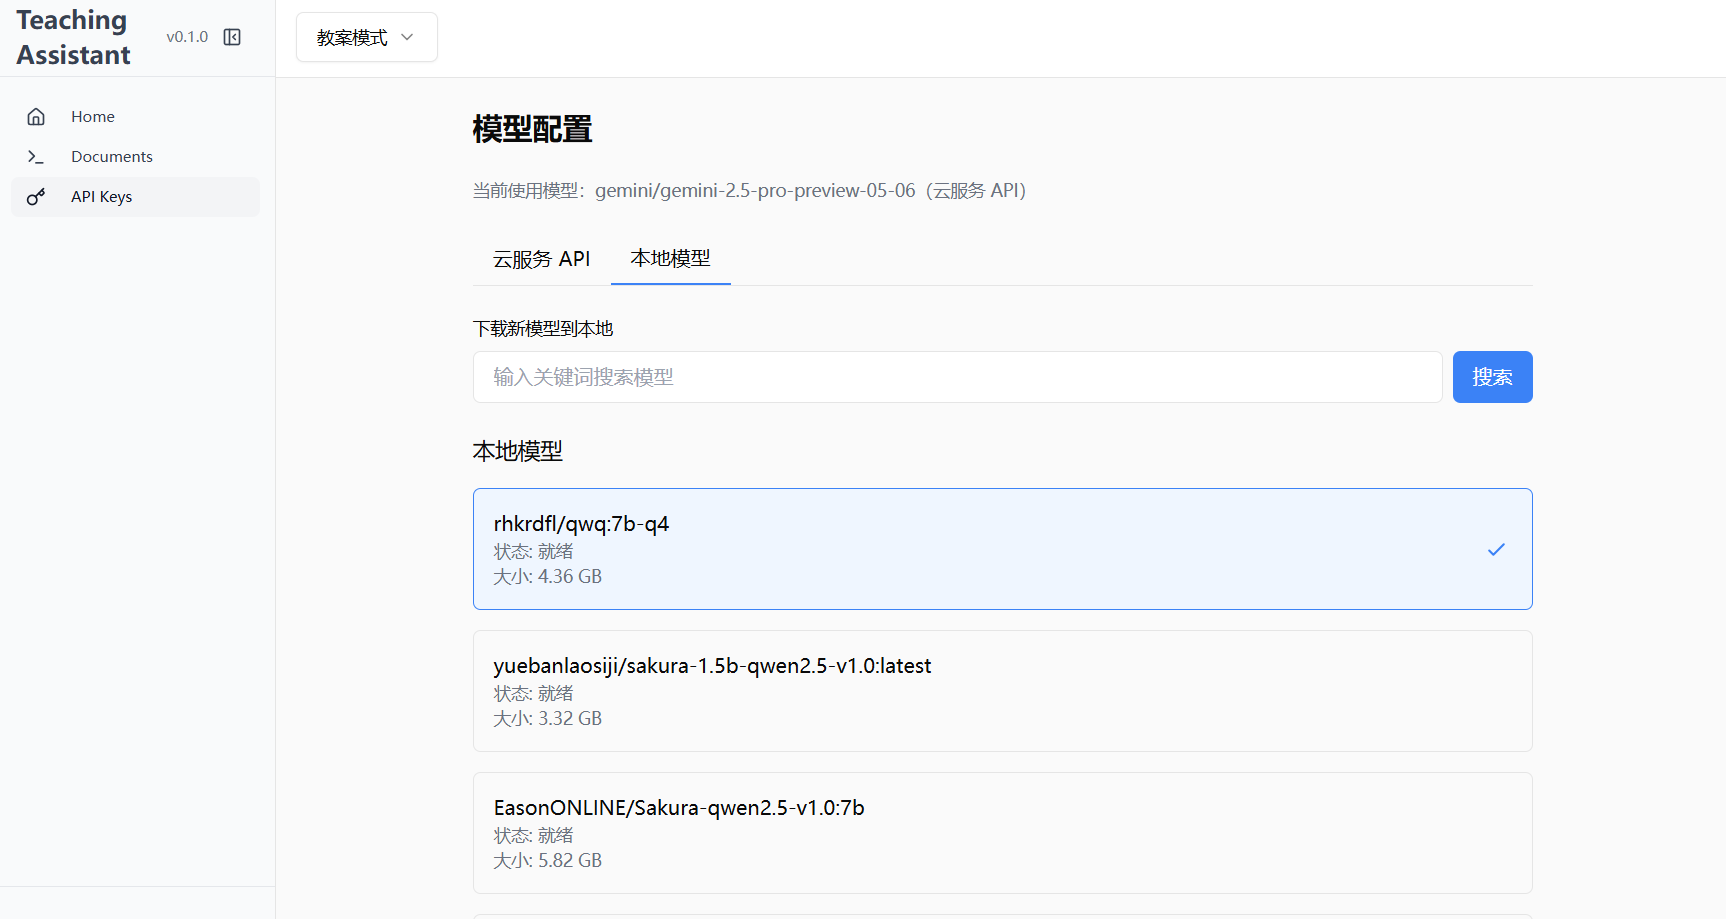 Teaching
Assistant
v0.1.0
Home
Documents
API Keys
教案模式
模型配置
当前使用模型：gemini/gemini-2.5-pro-preview-05-06（云服务 API）
云服务 API 本地模型
下载新模型到本地
输入关键词搜索模型 搜索
本地模型
rhkrdfl/qwq:7b-q4
状态: 就绪
大小: 4.36 GB
yuebanlaosiji/sakura-1.5b-qwen2.5-v1.0:latest
状态: 就绪
大小: 3.32 GB
EasonONLINE/Sakura-qwen2.5-v1.0:7b
状态: 就绪
大小: 5.82 GB